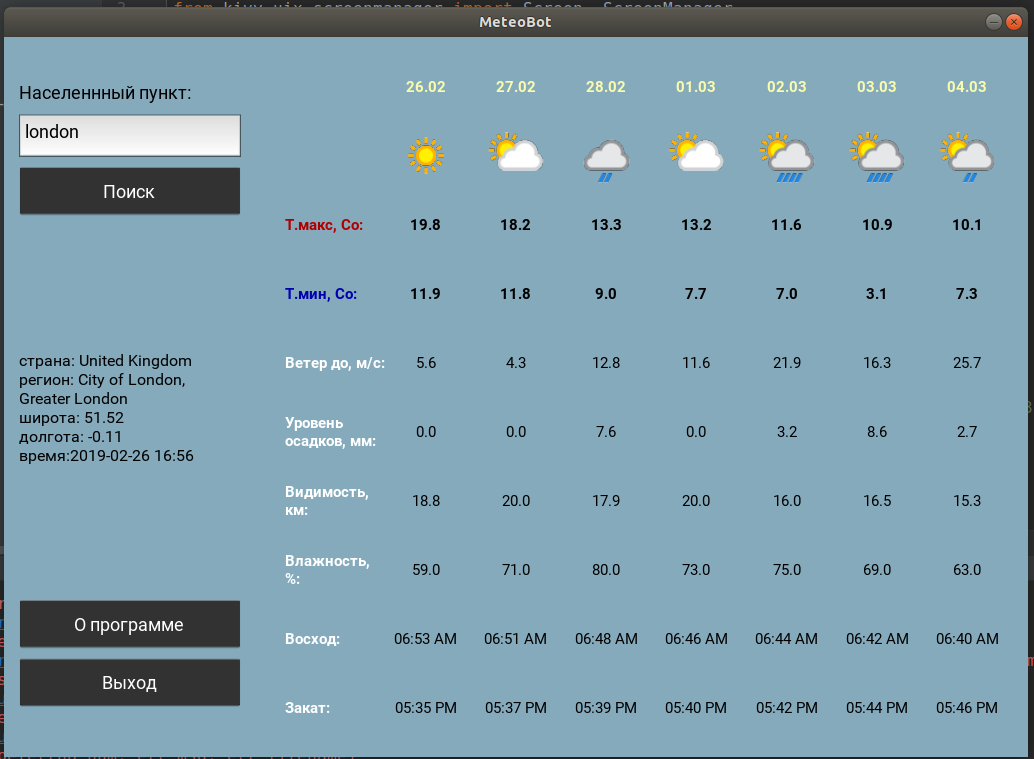 from kivy.uix.screenmanager import Screen, ScreenManager
MeteoBot
Населеннный пункт:
london
Поиск
страна: United Kingdom
регион: City of London,
Greater London
широта: 51.52
долгота: -0.11
время:2019-02-26 16:56
О программе
Выход
26.02 27.02 28.02 01.03 02.03 03.03 04.03
Т.макс, Со: 19.8 18.2 13.3 13.2 11.6 10.9 10.1
Т.мин, Со: 11.9 11.8 9.0 7.7 7.0 3.1 7.3
Ветер до, м/с: 5.6 4.3 12.8 11.6 21.9 16.3 25.7
Уровень
осадков, мм: 0.0 0.0 7.6 0.0 3.2 8.6 2.7
Видимость,
км: 18.8 20.0 17.9 20.0 16.0 16.5 15.3
Влажность,
%: 59.0 71.0 80.0 73.0 75.0 69.0 63.0
Восход: 06:53 AM 06:51 AM 06:48 AM 06:46 AM 06:44 AM 06:42 AM 06:40 AM
Закат: 05:35 PM 05:37 PM 05:39 PM 05:40 PM 05:42 PM 05:44 PM 05:46 PM